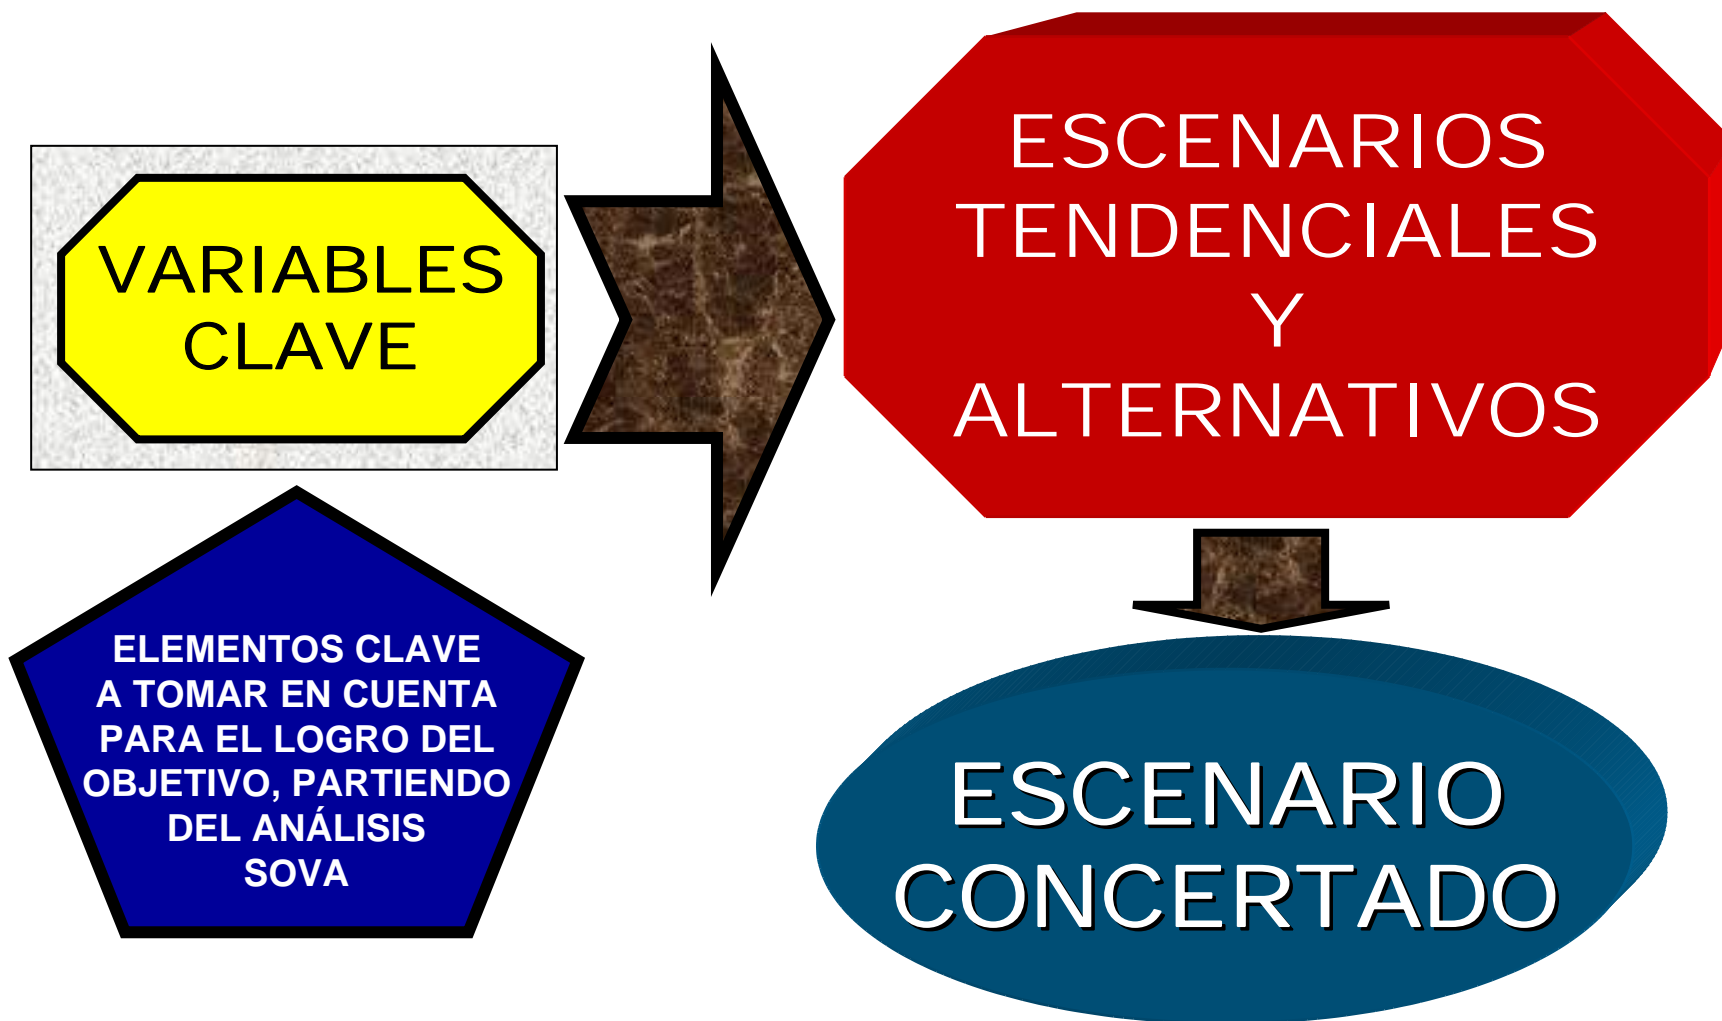 VARIABLES
CLAVE
ELEMENTOS CLAVE
A TOMAR EN CUENTA
PARA EL LOGRO DEL
OBJETIVO, PARTIENDO
DEL ANÁLISIS
SOVA
ESCENARIOS
TENDENCIALES
Y
ALTERNATIVOS
ESCENARIO
CONCERTADO